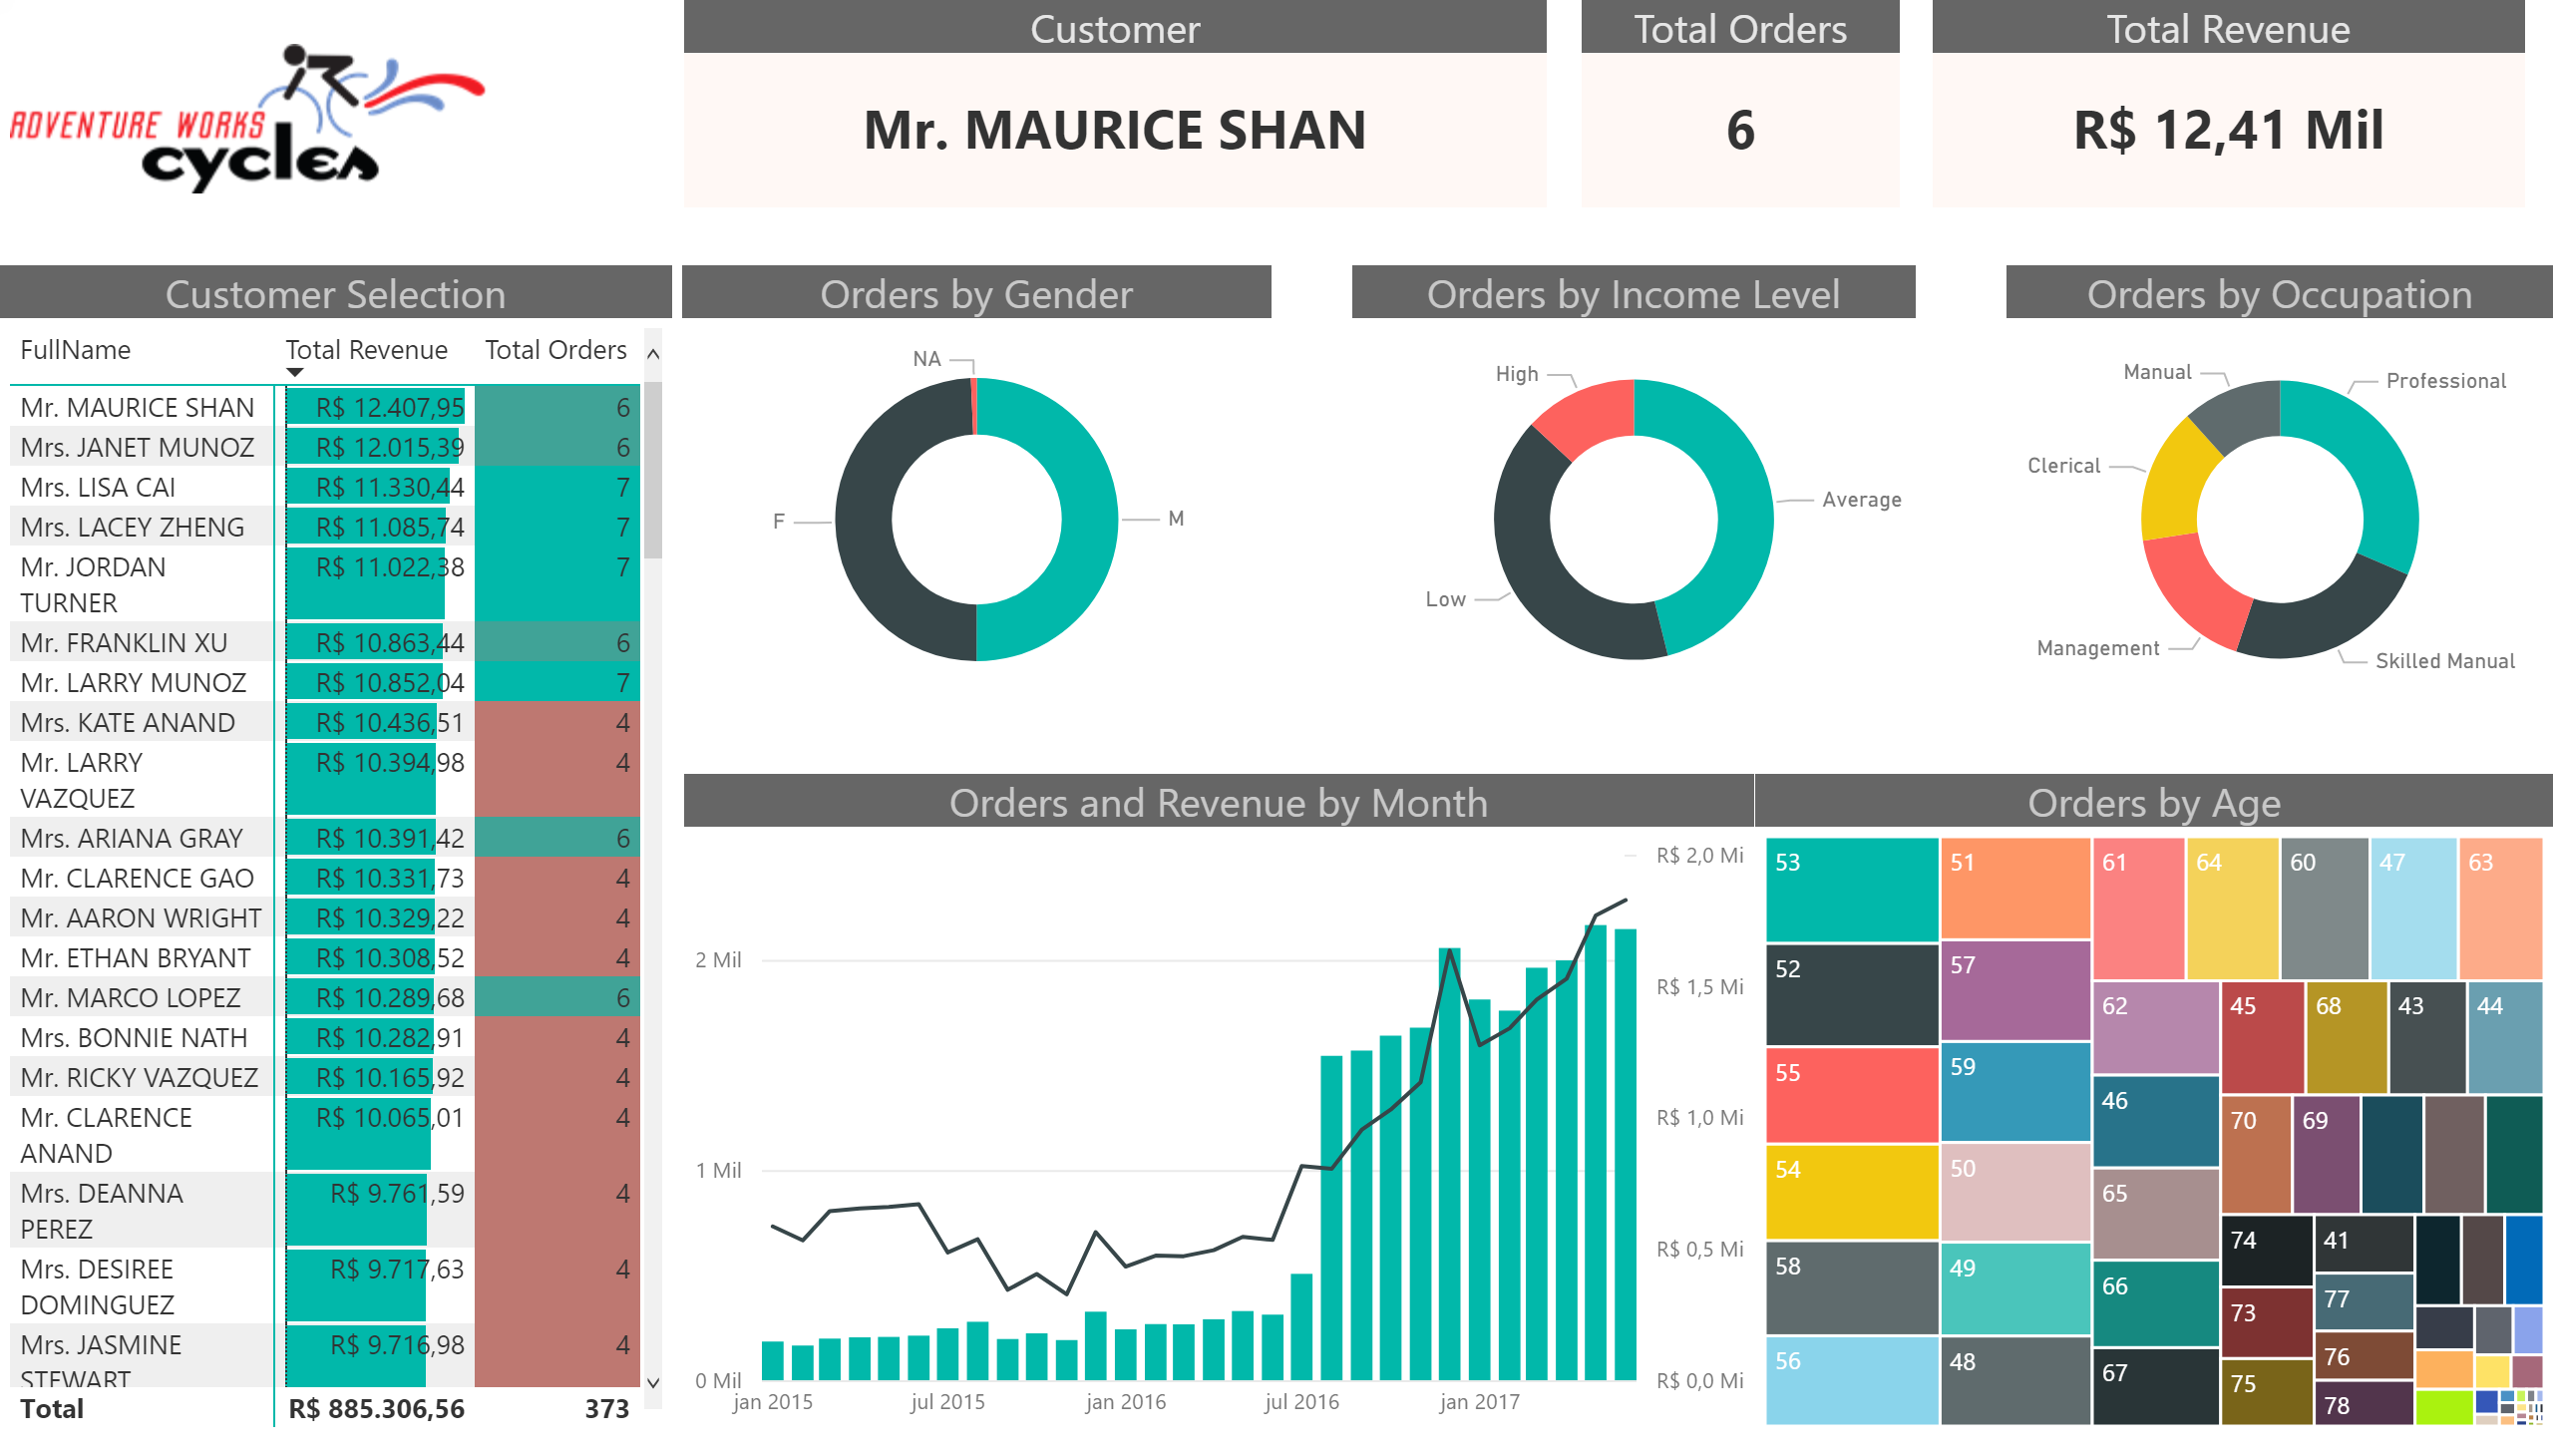 ADVENTURE WORKS
cycles
Customer
Mr. MAURICE SHAN
Total Orders
6
Total Revenue
R$ 12,41 Mil
Customer Selection
FullName Total Revenue Total Orders
Mr. MAURICE SHAN R$ 12.407,95 6
Mrs. JANET MUNOZ R$ 12.015,39 6
Mrs. LISA CAI R$ 11.330,44 7
Mrs. LACEY ZHENG R$ 11.085,74 7
Mr. JORDAN R$ 11.022,38 7
TURNER
Mr. FRANKLIN XU R$ 10.863,44 6
Mr. LARRY MUNOZ R$ 10.852,04 7
Mrs. KATE ANAND R$ 10.436,51 4
Mr. LARRY R$ 10.394,98 4
VAZQUEZ
Mrs. ARIANA GRAY R$ 10.391,42 6
Mr. CLARENCE GAO R$ 10.331,73 4
Mr. AARON WRIGHT R$ 10.329,22 4
Mr. ETHAN BRYANT R$ 10.308,52 4
Mr. MARCO LOPEZ R$ 10.289,68 6
Mrs. BONNIE NATH R$ 10.282,91 4
Mr. RICKY VAZQUEZ R$ 10.165,92 4
Mr. CLARENCE R$ 10.065,01 4
ANAND
Mrs. DEANNA R$ 9.761,59 4
PEREZ
Mrs. DESIREE R$ 9.717,63 4
DOMINGUEZ
Mrs. JASMINE R$ 9.716,98 4
STEWART
Total R$ 885.306,56 373
Orders by Gender
NA
F
M
Orders by Income Level
High
Average
Low
Orders by Occupation
Manual
Professional
Clerical
Management
Skilled Manual
Orders and Revenue by Month
2 Mil
1 Mil
0 Mil
R$ 2,0 Mi
R$ 1,5 Mi
R$ 1,0 Mi
R$ 0,5 Mi
R$ 0,0 Mi
jan 2015 jul 2015 jan 2016 jul 2016 jan 2017
Orders by Age
53 51 61 64 60 47 63
52 57 62 45 68 43 44
55 59 46 70 69
54 50 65 74 41
58 49 66 73 77
56 48 67 75 76
78